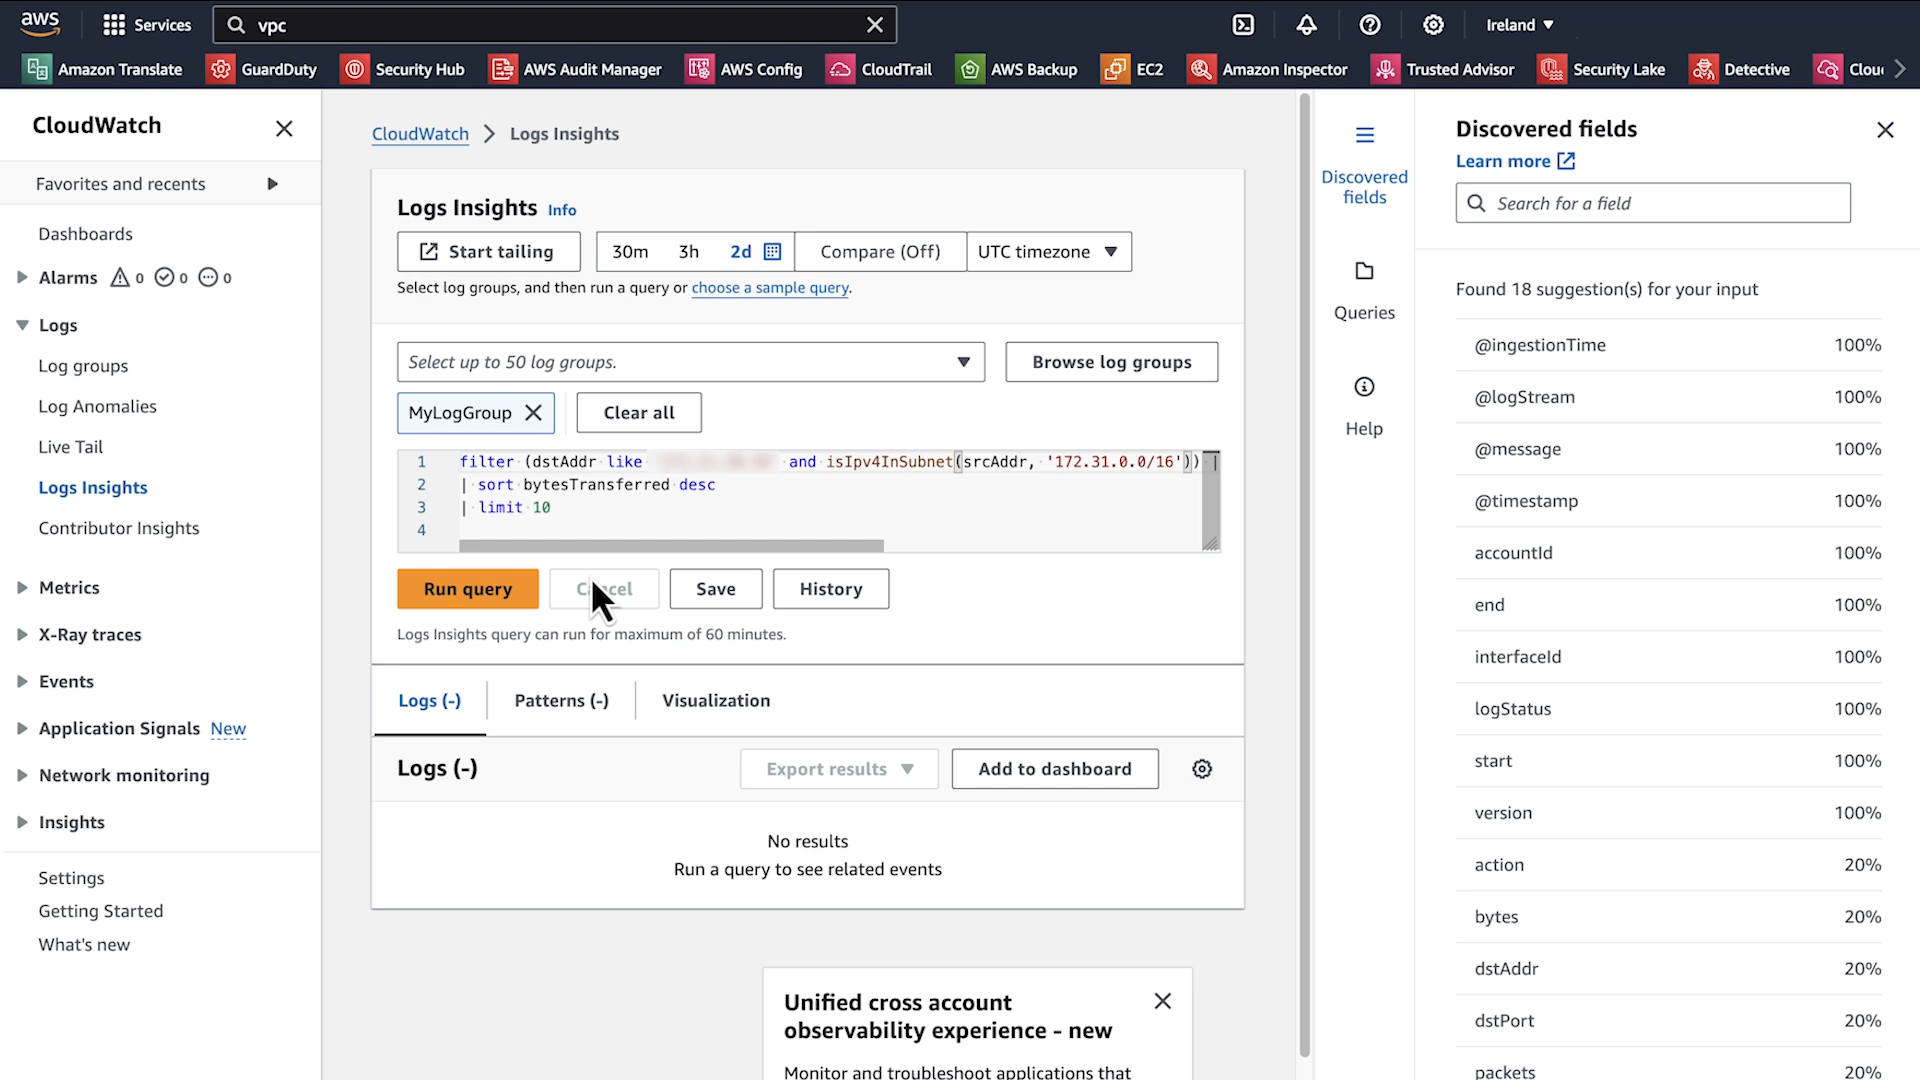 aws
Services
vpc
Ireland
Amazon Translate
GuardDuty
Security Hub
AWS Audit Manager
AWS Config
CloudTrail
AWS Backup
EC2
Amazon Inspector
Trusted Advisor
Security Lake
Detective
Clou
CloudWatch
Favorites and recents
Dashboards
Alarms 0 0 0
Logs
Log groups
Log Anomalies
Live Tail
Logs Insights
Contributor Insights
Metrics
X-Ray traces
Events
Application Signals New
Network monitoring
Insights
Settings
Getting Started
What's new
CloudWatch > Logs Insights
Logs Insights Info
Start tailing
30m 3h 2d
Compare (Off)
UTC timezone
Select log groups, and then run a query or choose a sample query.
Select up to 50 log groups.
Browse log groups
MyLogGroup
Clear all
1 filter (dstAddr like and isIpv4InSubnet(srcAddr, '172.31.0.0/16')) |
2 | sort bytesTransferred desc
3 | limit 10
4
Run query
Cancel
Save
History
Logs Insights query can run for maximum of 60 minutes.
Logs (-)
Patterns (-)
Visualization
Logs (-)
Export results
Add to dashboard
No results
Run a query to see related events
Unified cross account
observability experience - new
Monitor and troubleshoot applications that
Discovered
fields
Queries
Help
Discovered fields
Learn more
Search for a field
Found 18 suggestion(s) for your input
@ingestionTime 100%
@logStream 100%
@message 100%
@timestamp 100%
accountId 100%
end 100%
interfaceId 100%
logStatus 100%
start 100%
version 100%
action 20%
bytes 20%
dstAddr 20%
dstPort 20%
packets 20%